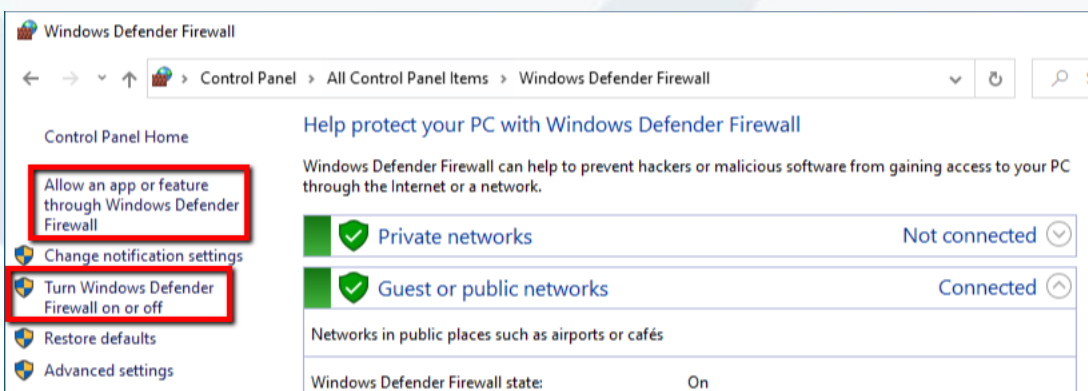 Windows Defender Firewall
Control Panel > All Control Panel Items > Windows Defender Firewall
Control Panel Home
Allow an app or feature
through Windows Defender
Firewall
Change notification settings
Turn Windows Defender
Firewall on or off
Restore defaults
Advanced settings
Help protect your PC with Windows Defender Firewall
Windows Defender Firewall can help to prevent hackers or malicious software from gaining access to your PC
through the Internet or a network.
Private networks Not connected
Guest or public networks Connected
Networks in public places such as airports or cafés
Windows Defender Firewall state: On